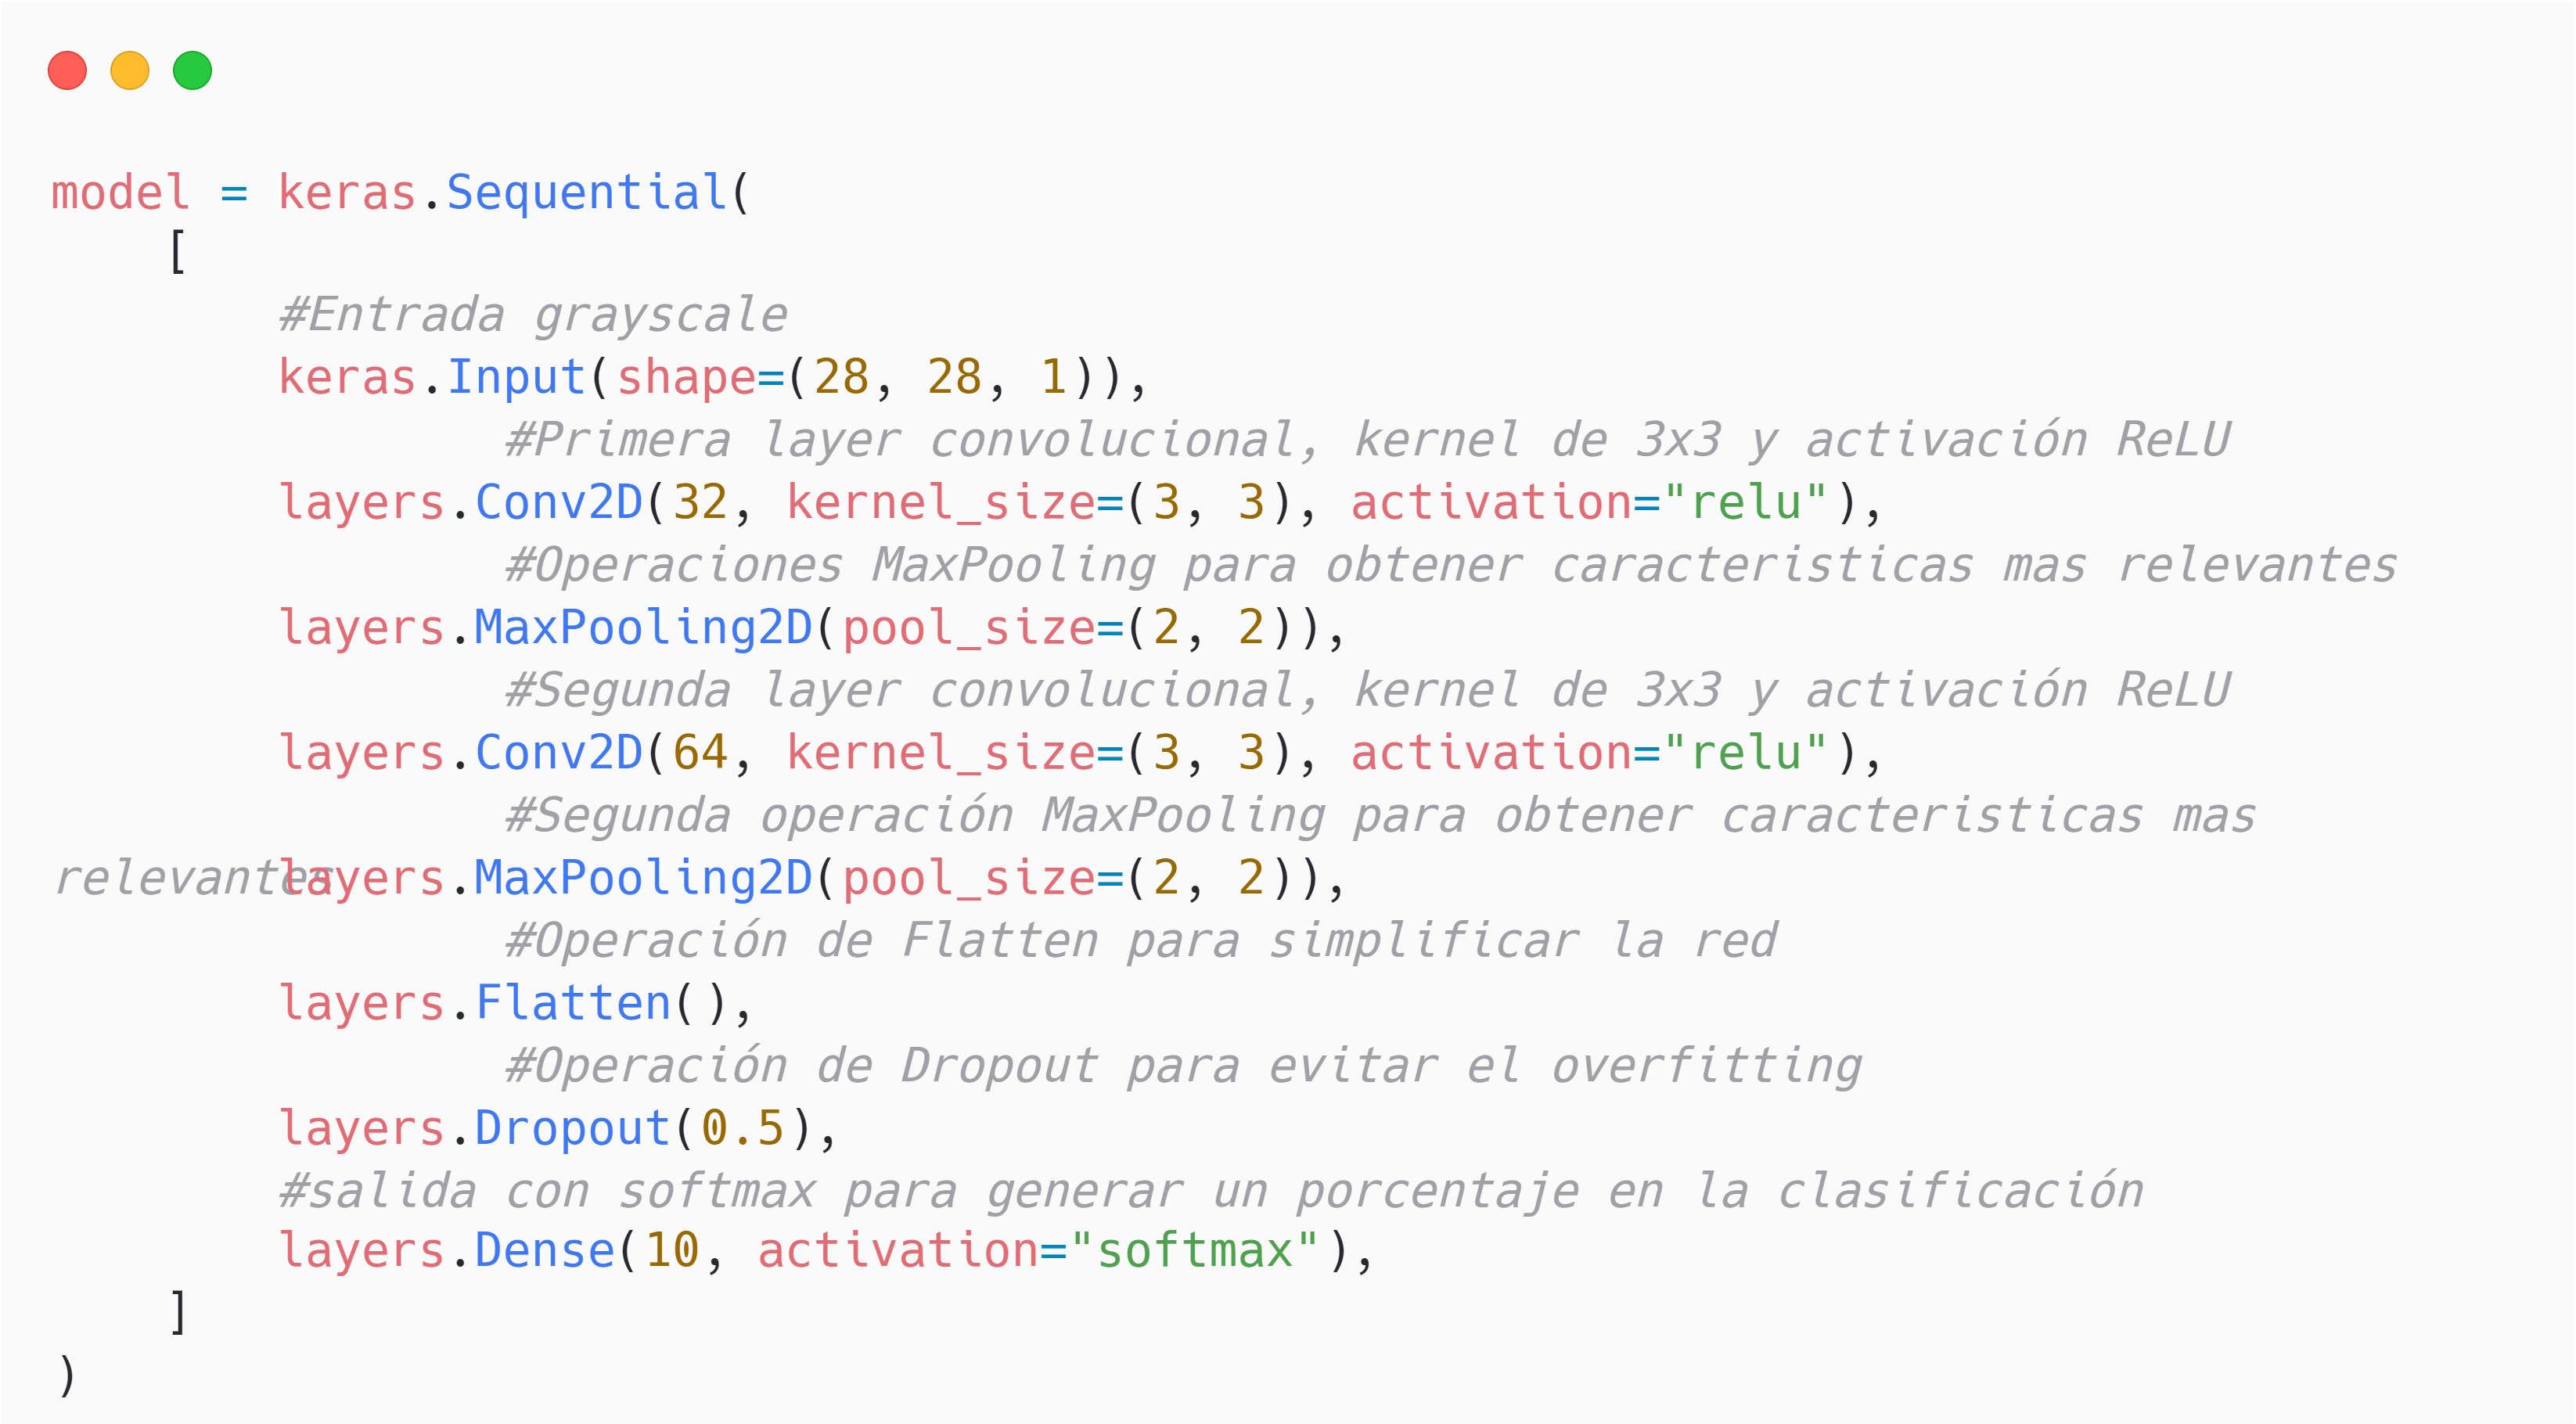 model = keras.Sequential(
    [
        #Entrada grayscale
        keras.Input(shape=(28, 28, 1)),
                #Primera layer convolucional, kernel de 3x3 y activación ReLU
        layers.Conv2D(32, kernel_size=(3, 3), activation="relu"),
                #Operaciones MaxPooling para obtener caracteristicas mas relevantes
        layers.MaxPooling2D(pool_size=(2, 2)),
                #Segunda layer convolucional, kernel de 3x3 y activación ReLU
        layers.Conv2D(64, kernel_size=(3, 3), activation="relu"),
                #Segunda operación MaxPooling para obtener caracteristicas mas
relevantes
        layers.MaxPooling2D(pool_size=(2, 2)),
                #Operación de Flatten para simplificar la red
        layers.Flatten(),
                #Operación de Dropout para evitar el overfitting
        layers.Dropout(0.5),
        #salida con softmax para generar un porcentaje en la clasificación
        layers.Dense(10, activation="softmax"),
    ]
)